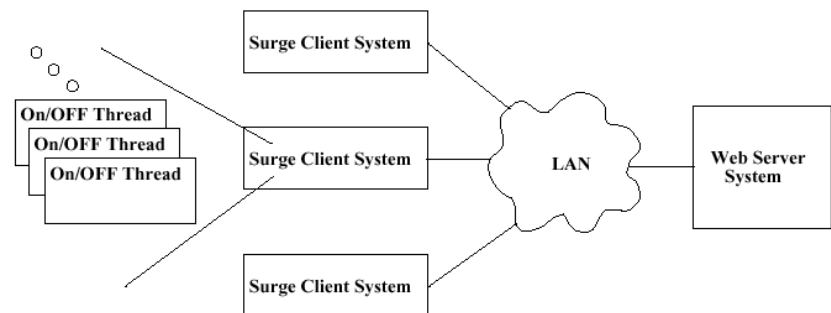 Surge Client System
On/OFF Thread
On/OFF Thread
On/OFF Thread
Surge Client System
LAN
Web Server
System
Surge Client System